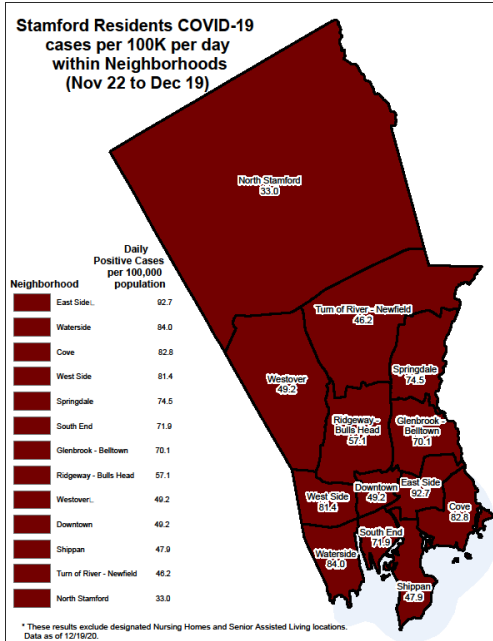 Stamford Residents COVID-19
cases per 100K per day
within Neighborhoods
(Nov 22 to Dec 19)
North Stamford
33.0
Turn of River - Newfield
46.2
Westover
49.2
Springdale
74.5
Ridgeway -
Bulls Head
57.1
Glenbrook -
Belltown
70.1
Downtown
49.2
East Side
92.7
West Side
81.4
Cove
82.8
South End
71.9
Waterside
84.0
Shippan
47.9
Daily
Positive Cases
per 100,000
population
Neighborhood
East Side.. 92.7
Waterside 84.0
Cove 82.8
West Side 81.4
Springdale 74.5
South End 71.9
Glenbrook - Belltown 70.1
Ridgeway - Bulls Head 57.1
Westover.. 49.2
Downtown 49.2
Shippan 47.9
Turn of River - Newfield 46.2
North Stamford 33.0
* These results exclude designated Nursing Homes and Senior Assisted Living locations.
Data as of 12/19/20.